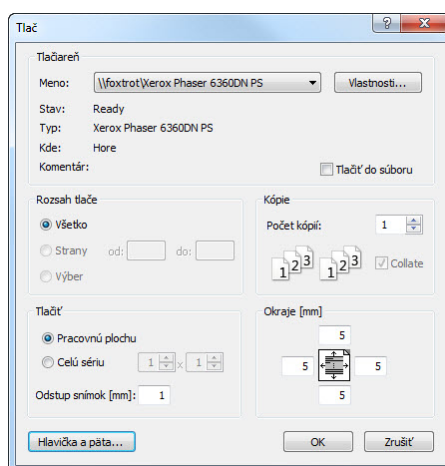 Tlač
Tlačiareň
Meno: \\foxtrot\Xerox Phaser 6360DN PS Vlastnosti...
Stav: Ready
Typ: Xerox Phaser 6360DN PS
Kde: Hore
Komentár: Tlačiť do súboru
Rozsah tlače
Všetko
Strany od: do:
Výber
Kópie
Počet kópií: 1
1 2 3 1 2 3 Collate
Tlačiť
Pracovnú plochu
Celú sériu 1 x 1
Odstup snímok [mm]: 1
Okraje [mm]
5
5 5
5
Hlavička a päta... OK Zrušiť